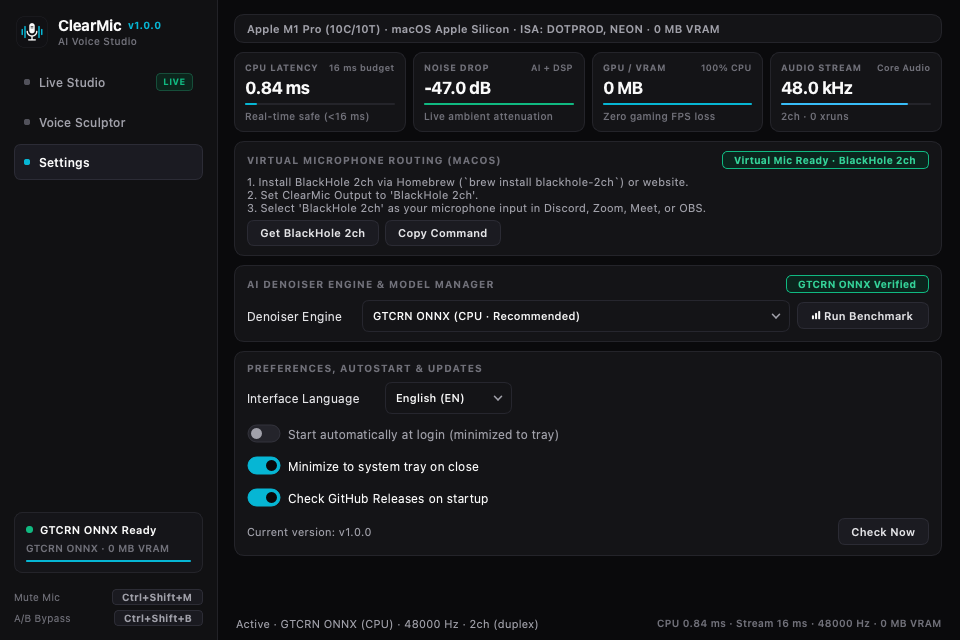 ClearMic v1.0.0
AI Voice Studio
Live Studio LIVE
Voice Sculptor
Settings
GTCRN ONNX Ready
GTCRN ONNX · 0 MB VRAM
Mute Mic Ctrl+Shift+M
A/B Bypass Ctrl+Shift+B
Apple M1 Pro (10C/10T) · macOS Apple Silicon · ISA: DOTPROD, NEON · 0 MB VRAM
CPU LATENCY 16 ms budget
0.84 ms
Real-time safe (<16 ms)
NOISE DROP AI + DSP
-47.0 dB
Live ambient attenuation
GPU / VRAM 100% CPU
0 MB
Zero gaming FPS loss
AUDIO STREAM Core Audio
48.0 kHz
2ch · 0 xruns
VIRTUAL MICROPHONE ROUTING (MACOS) Virtual Mic Ready · BlackHole 2ch
1. Install BlackHole 2ch via Homebrew (`brew install blackhole-2ch`) or website.
2. Set ClearMic Output to 'BlackHole 2ch'.
3. Select 'BlackHole 2ch' as your microphone input in Discord, Zoom, Meet, or OBS.
Get BlackHole 2ch Copy Command
AI DENOISER ENGINE & MODEL MANAGER GTCRN ONNX Verified
Denoiser Engine GTCRN ONNX (CPU · Recommended) Run Benchmark
PREFERENCES, AUTOSTART & UPDATES
Interface Language English (EN)
Start automatically at login (minimized to tray)
Minimize to system tray on close
Check GitHub Releases on startup
Current version: v1.0.0 Check Now
Active · GTCRN ONNX (CPU) · 48000 Hz · 2ch (duplex) CPU 0.84 ms · Stream 16 ms · 48000 Hz · 0 MB VRAM